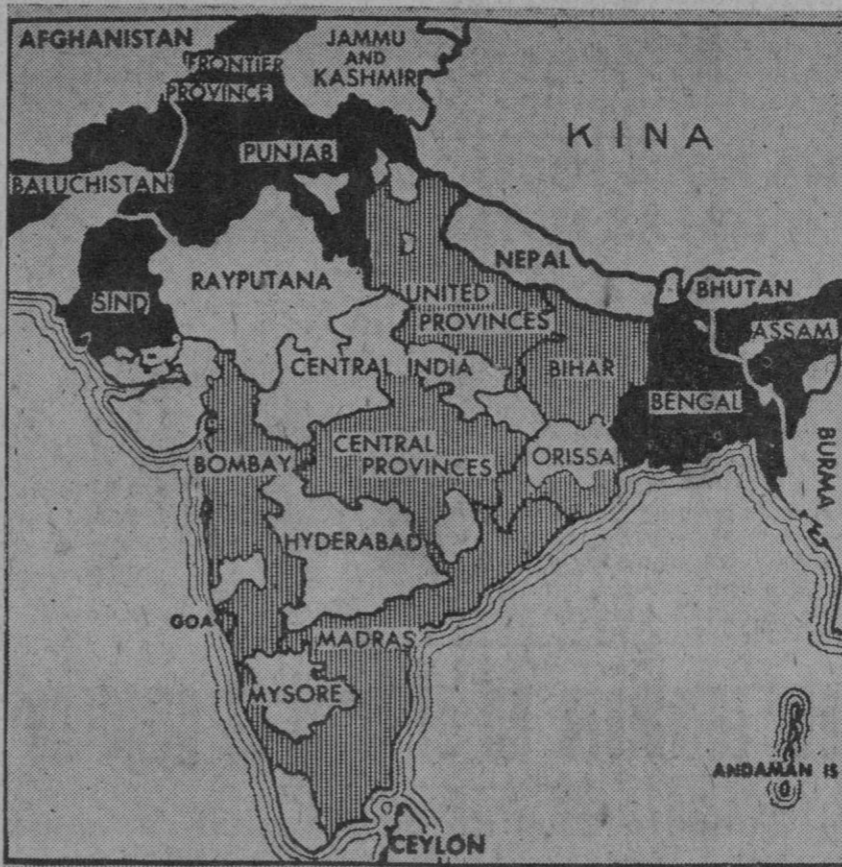 AFGHANISTAN
JAMMU
AND
KASHMIR
FRONTIER
PROVINCE
KINA
PUNJAB
BALUCHISTAN
NEPAL
RAYPUTANA
BHUTAN
SIND
UNITED
PROVINCES
ASSAM
CENTRAL INDIA
BIHAR
BENGAL
CENTRAL
PROVINCES
BOMBAY
ORISSA
BURMA
HYDERABAD
GOA
MADRAS
MYSORE
ANDAMAN IS
CEYLON